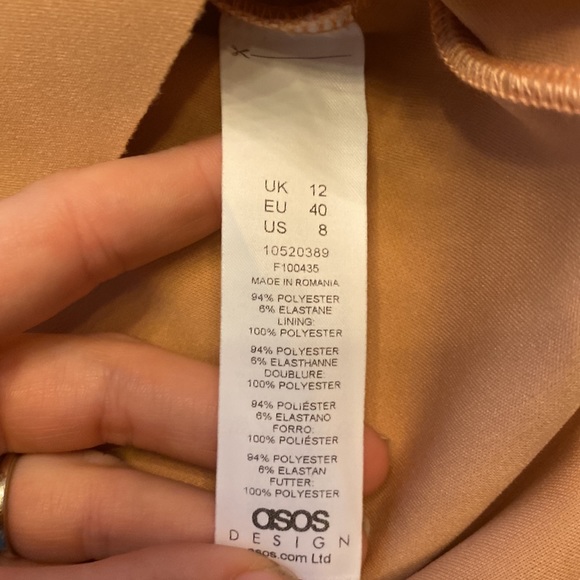 UK 12
EU 40
US 8
10520389
F100435
MADE IN ROMANIA
94% POLYESTER
6% ELASTANE
LINING:
100% POLYESTER
94% POLYESTER
6% ELASTHANNE
DOUBLURE:
100% POLYESTER
94% POLIÉSTER
6% ELASTANO
FORRO:
100% POLIÉSTER
94% POLYESTER
6% ELASTAN
FUTTER:
100% POLYESTER
asos
DESIGN
asos.com Ltd